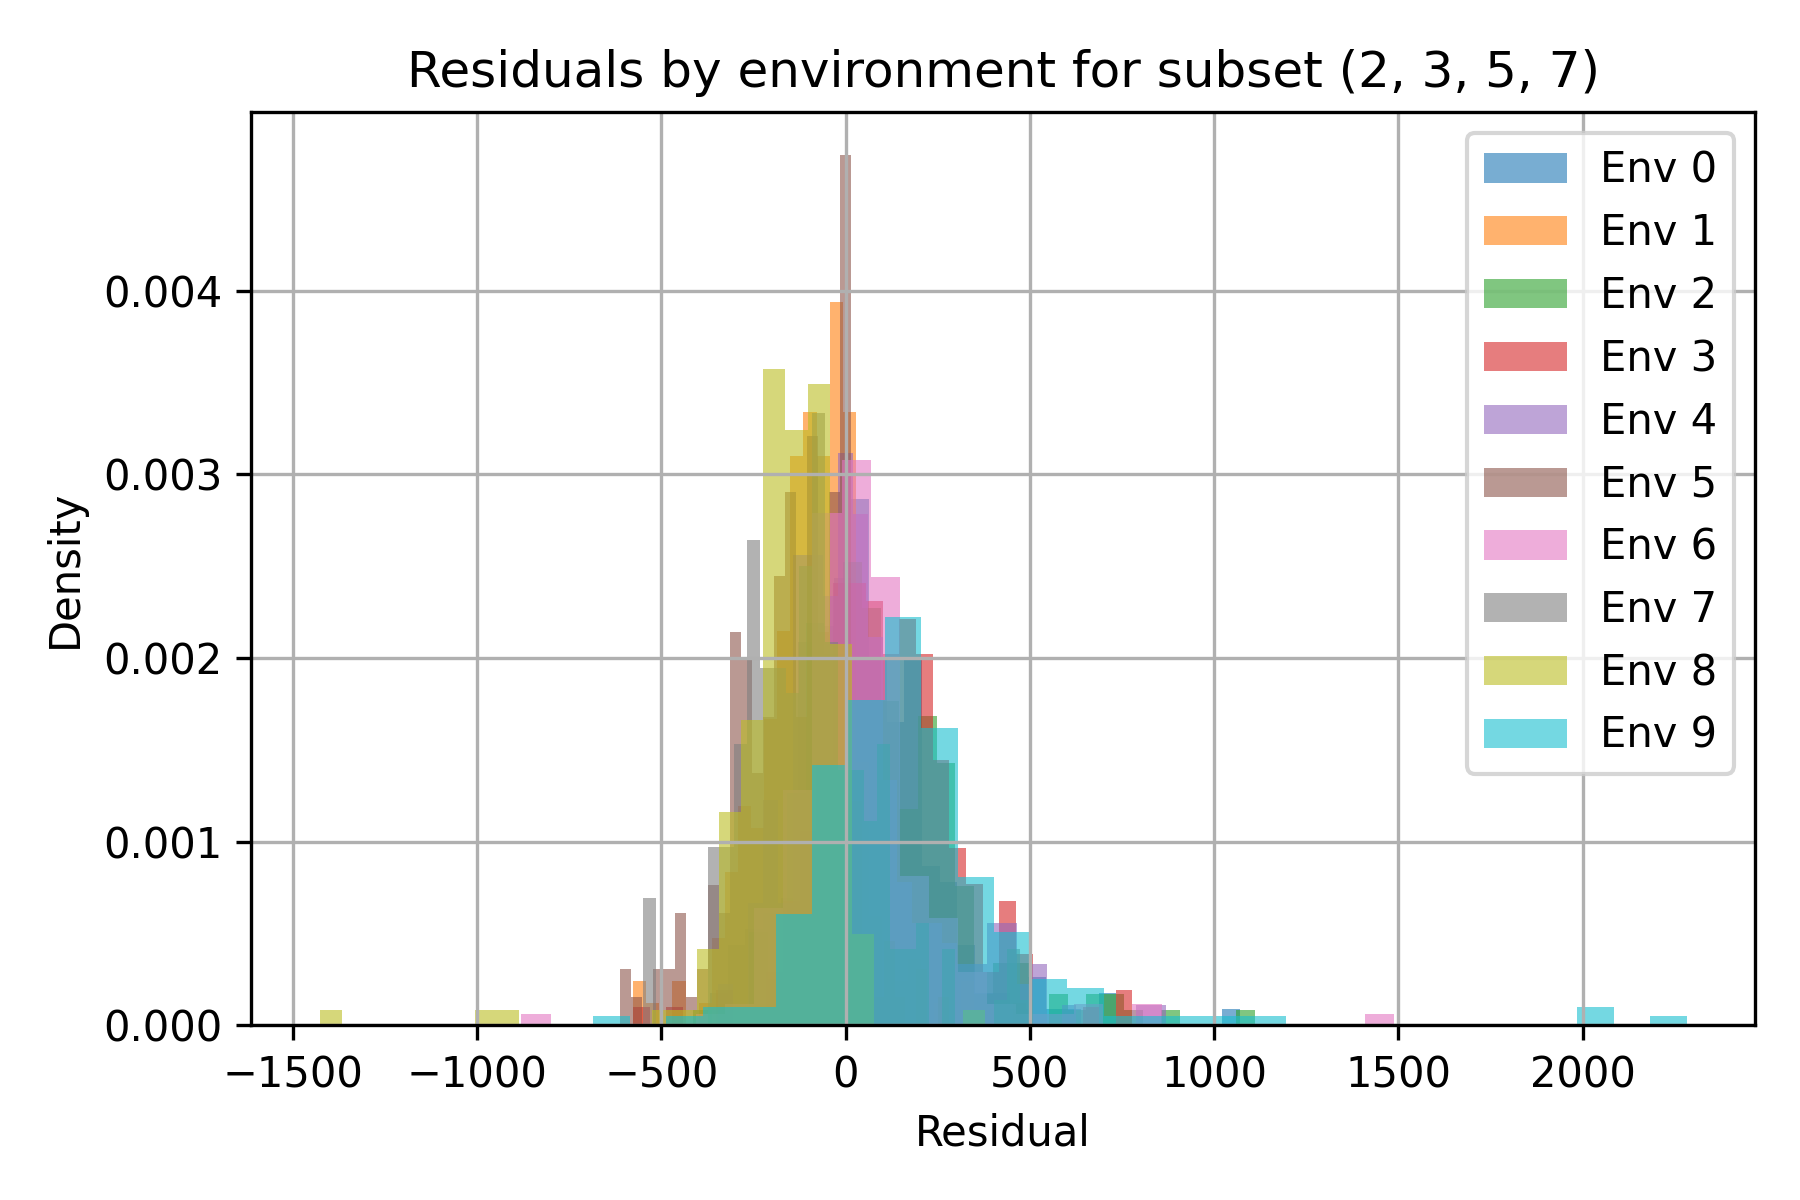 Residuals by environment for subset (2, 3, 5, 7)
Env 0
Env 1
Env 2
Env 3
Env 4
Env 5
Env 6
Env 7
Env 8
Env 9
Density
0.004
0.003
0.002
0.001
0.000
−1500 −1000 −500 0 500 1000 1500 2000
Residual